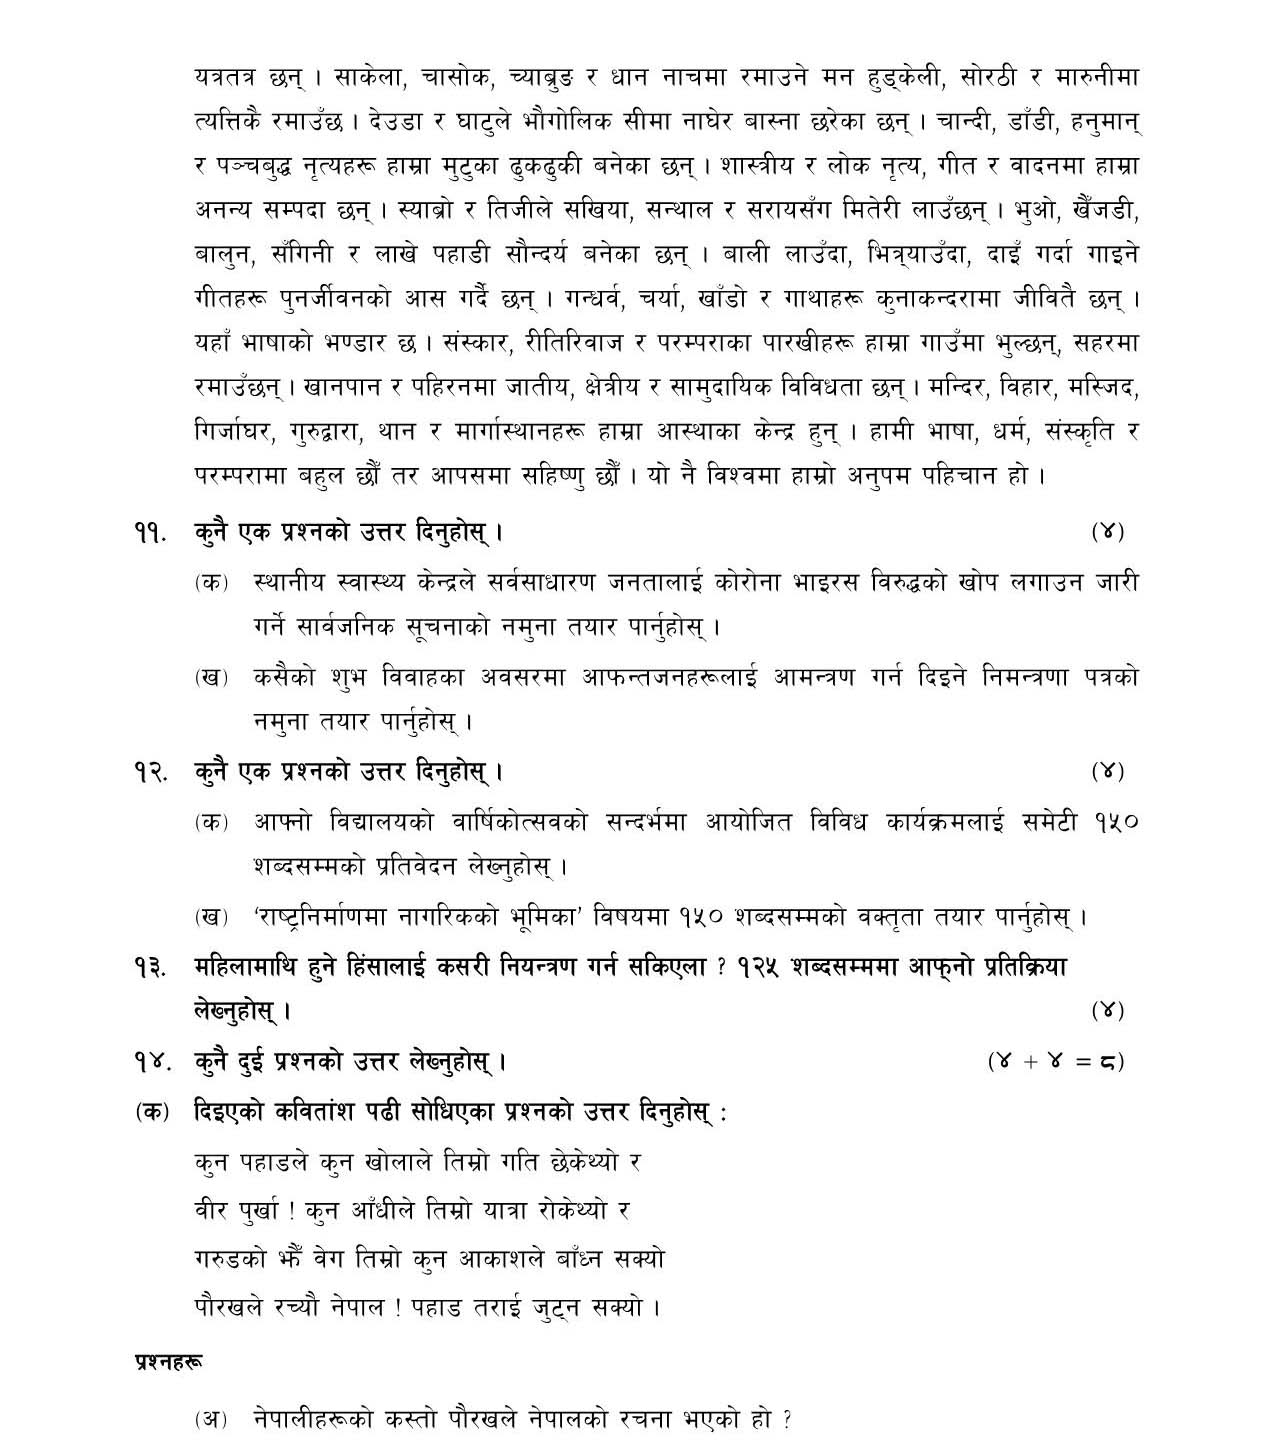 यत्रतत्र छन् । साकेला, चासोक, च्याब्रुङ र धान नाचमा रमाउने मन हुड्केली, सोरठी र मारुनीमा
त्यत्तिकै रमाउँछ । देउडा र घाटुले भौगोलिक सीमा नाघेर बास्ना छरेका छन् । चान्दी, डाँडी, हनुमान्
र पञ्चबुद्ध नृत्यहरू हाम्रा मुटुका ढुकढुकी बनेका छन् । शास्त्रीय र लोक नृत्य, गीत र वादनमा हाम्रा
अनन्य सम्पदा छन् । स्याब्रो र तिजीले सखिया, सन्थाल र सरायसँग मितेरी लाउँछन् । भुओ, खैँजडी,
बालुन, सँगिनी र लाखे पहाडी सौन्दर्य बनेका छन् । बाली लाउँदा, भित्र्याउँदा, दाइँ गर्दा गाइने
गीतहरू पुनर्जीवनको आस गर्दै छन् । गन्धर्व, चर्या, खाँडो र गाथाहरू कुनाकन्दरामा जीवितै छन् ।
यहाँ भाषाको भण्डार छ । संस्कार, रीतिरिवाज र परम्पराका पारखीहरू हाम्रा गाउँमा भुल्छन्, सहरमा
रमाउँछन् । खानपान र पहिरनमा जातीय, क्षेत्रीय र सामुदायिक विविधता छन् । मन्दिर, विहार, मस्जिद,
गिर्जाघर, गुरुद्वारा, थान र मार्गास्थानहरू हाम्रा आस्थाका केन्द्र हुन् । हामी भाषा, धर्म, संस्कृति र
परम्परामा बहुल छौँ तर आपसमा सहिष्णु छौँ । यो नै विश्वमा हाम्रो अनुपम पहिचान हो ।
११. कुनै एक प्रश्नको उत्तर दिनुहोस् । (४)
(क) स्थानीय स्वास्थ्य केन्द्रले सर्वसाधारण जनतालाई कोरोना भाइरस विरुद्धको खोप लगाउन जारी
गर्ने सार्वजनिक सूचनाको नमुना तयार पार्नुहोस् ।
(ख) कसैको शुभ विवाहका अवसरमा आफन्तजनहरूलाई आमन्त्रण गर्न दिइने निमन्त्रणा पत्रको
नमुना तयार पार्नुहोस् ।
१२. कुनै एक प्रश्नको उत्तर दिनुहोस् । (४)
(क) आफ्नो विद्यालयको वार्षिकोत्सवको सन्दर्भमा आयोजित विविध कार्यक्रमलाई समेटी १५०
शब्दसम्मको प्रतिवेदन लेख्नुहोस् ।
(ख) ‘राष्ट्रनिर्माणमा नागरिकको भूमिका’ विषयमा १५० शब्दसम्मको वक्तृता तयार पार्नुहोस् ।
१३. महिलामाथि हुने हिंसालाई कसरी नियन्त्रण गर्न सकिएला ? १२५ शब्दसम्ममा आफ्‌नो प्रतिक्रिया
लेख्नुहोस् । (४)
१४. कुनै दुई प्रश्नको उत्तर लेख्नुहोस् । (४ + ४ = ८)
(क) दिइएको कवितांश पढी सोधिएका प्रश्नको उत्तर दिनुहोस् :
कुन पहाडले कुन खोलाले तिम्रो गति छेकेथ्यो र
वीर पुर्खा ! कुन आँधीले तिम्रो यात्रा रोकेथ्यो र
गरुडको झैँ वेग तिम्रो कुन आकाशले बाँध्न सक्यो
पौरखले रच्यौ नेपाल ! पहाड तराई जुट्न सक्यो ।
प्रश्नहरू
(अ) नेपालीहरूको कस्तो पौरखले नेपालको रचना भएको हो ?